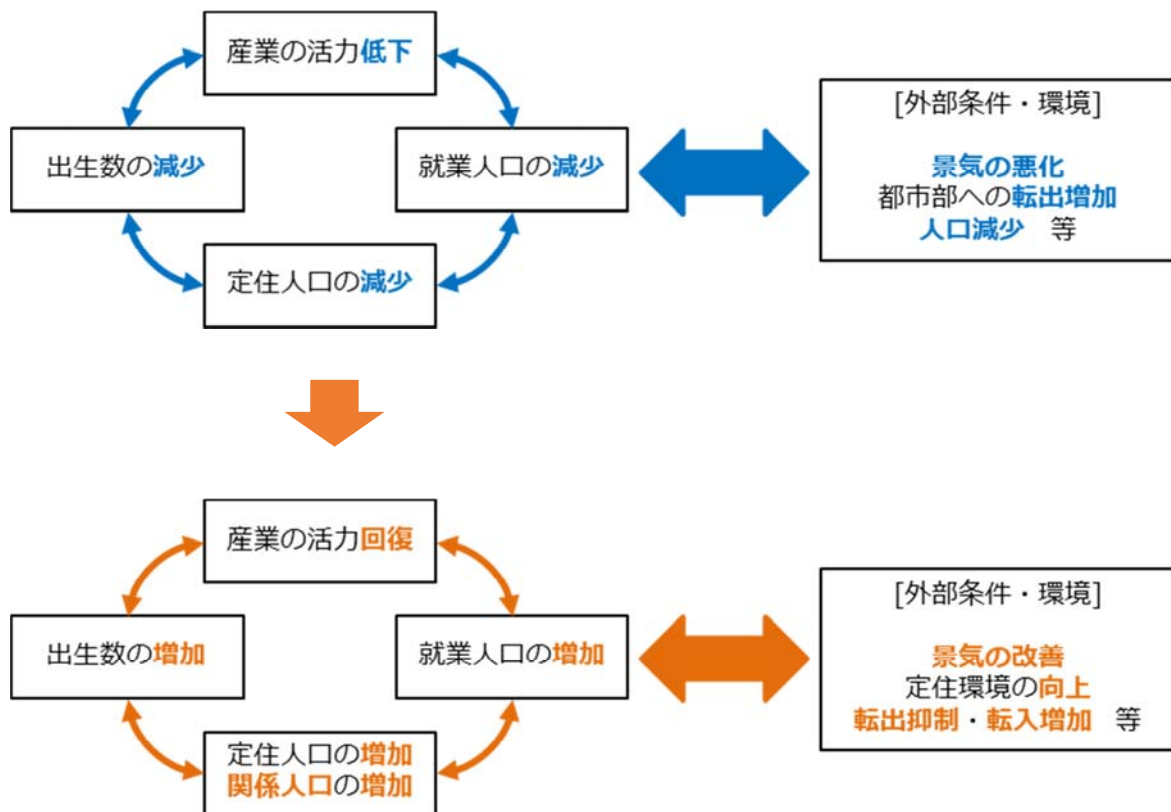 産業の活力低下
出生数の減少
就業人口の減少
定住人口の減少
[外部条件・環境]
景気の悪化
都市部への転出増加
人口減少 等
産業の活力回復
出生数の増加
就業人口の増加
定住人口の増加
関係人口の増加
[外部条件・環境]
景気の改善
定住環境の向上
転出抑制・転入増加 等